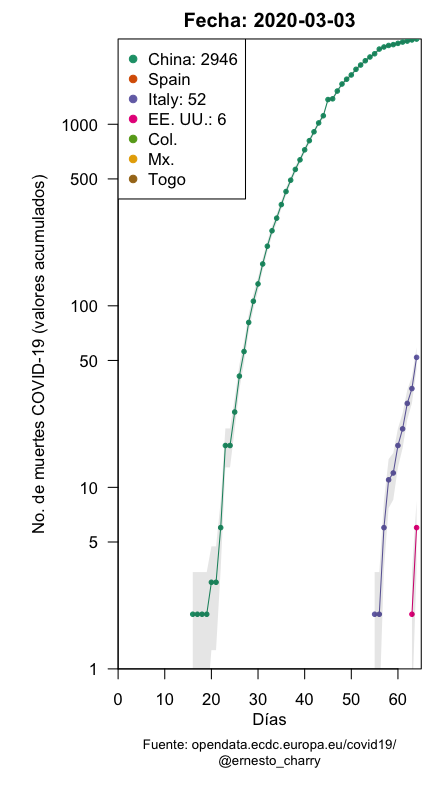 Fecha: 2020-03-03
China: 2946
Spain
Italy: 52
EE. UU.: 6
Col.
Mx.
Togo
No. de muertes COVID-19 (valores acumulados)
1000
500
100
50
10
5
1
0 10 20 30 40 50 60
Días
Fuente: opendata.ecdc.europa.eu/covid19/
@ernesto_charry